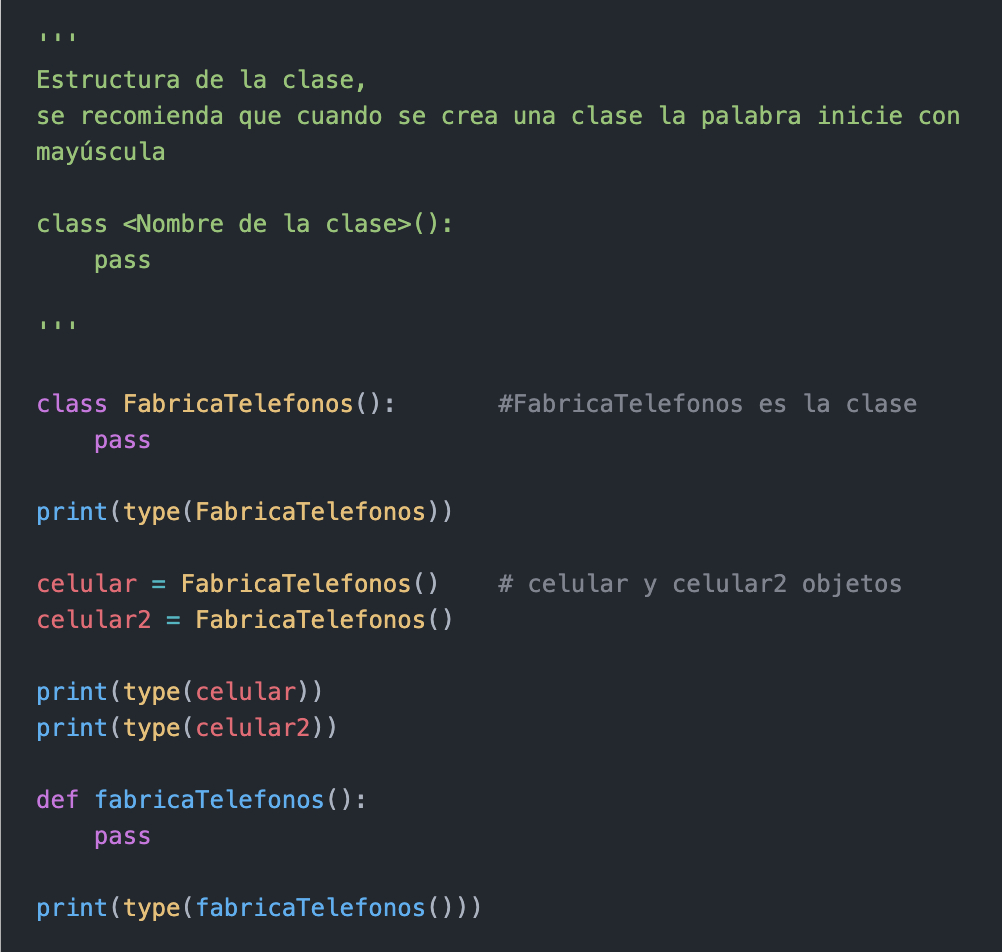 '''
Estructura de la clase,
se recomienda que cuando se crea una clase la palabra inicie con
mayúscula
class <Nombre de la clase>():
    pass
'''
class FabricaTelefonos():       #FabricaTelefonos es la clase
    pass
print(type(FabricaTelefonos))
celular = FabricaTelefonos()    # celular y celular2 objetos
celular2 = FabricaTelefonos()
print(type(celular))
print(type(celular2))
def fabricaTelefonos():
    pass
print(type(fabricaTelefonos()))